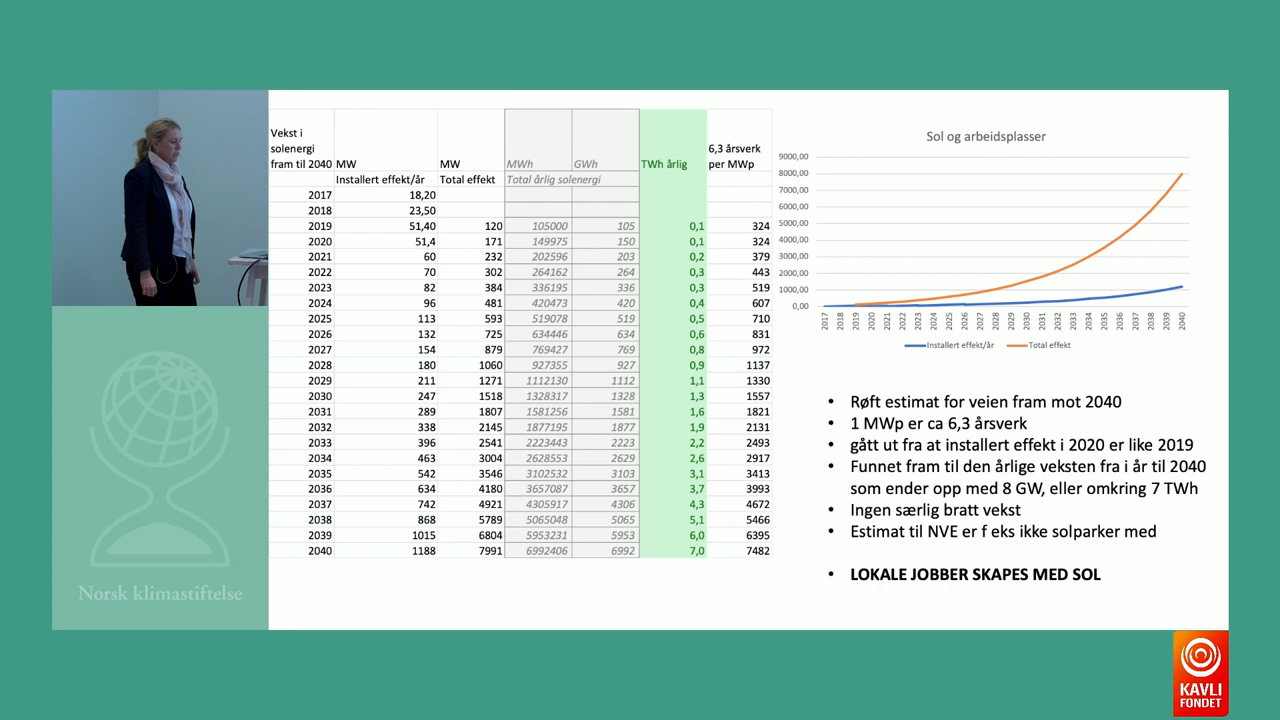 Vekst i
solenergi
fram til 2040 MW MW MWh GWh TWh årlig 6,3 årsverk
per MWp
Installert effekt/år Total effekt Total årlig solenergi
2017 18,20
2018 23,50
2019 51,40 120 105000 105 0,1 324
2020 51,4 171 149975 150 0,1 324
2021 60 232 202596 203 0,2 379
2022 70 302 264162 264 0,3 443
2023 82 384 336195 336 0,3 519
2024 96 481 420473 420 0,4 607
2025 113 593 519078 519 0,5 710
2026 132 725 634446 634 0,6 831
2027 154 879 769427 769 0,8 972
2028 180 1060 927355 927 0,9 1137
2029 211 1271 1112130 1112 1,1 1330
2030 247 1518 1328317 1328 1,3 1557
2031 289 1807 1581256 1581 1,6 1821
2032 338 2145 1877195 1877 1,9 2131
2033 396 2541 2223443 2223 2,2 2493
2034 463 3004 2628553 2629 2,6 2917
2035 542 3546 3102532 3103 3,1 3413
2036 634 4180 3657087 3657 3,7 3993
2037 742 4921 4305917 4306 4,3 4672
2038 868 5789 5065048 5065 5,1 5466
2039 1015 6804 5953231 5953 6,0 6395
2040 1188 7991 6992406 6992 7,0 7482
Sol og arbeidsplasser
9000,00
8000,00
7000,00
6000,00
5000,00
4000,00
3000,00
2000,00
1000,00
0,00
2017 2018 2019 2020 2021 2022 2023 2024 2025 2026 2027 2028 2029 2030 2031 2032 2033 2034 2035 2036 2037 2038 2039 2040
Installert effekt/år Total effekt
• Røft estimat for veien fram mot 2040
• 1 MWp er ca 6,3 årsverk
• gått ut fra at installert effekt i 2020 er like 2019
• Funnet fram til den årlige veksten fra i år til 2040
som ender opp med 8 GW, eller omkring 7 TWh
• Ingen særlig bratt vekst
• Estimat til NVE er f eks ikke solparker med
• LOKALE JOBBER SKAPES MED SOL
Norsk klimastiftelse
KAVLI
FONDET